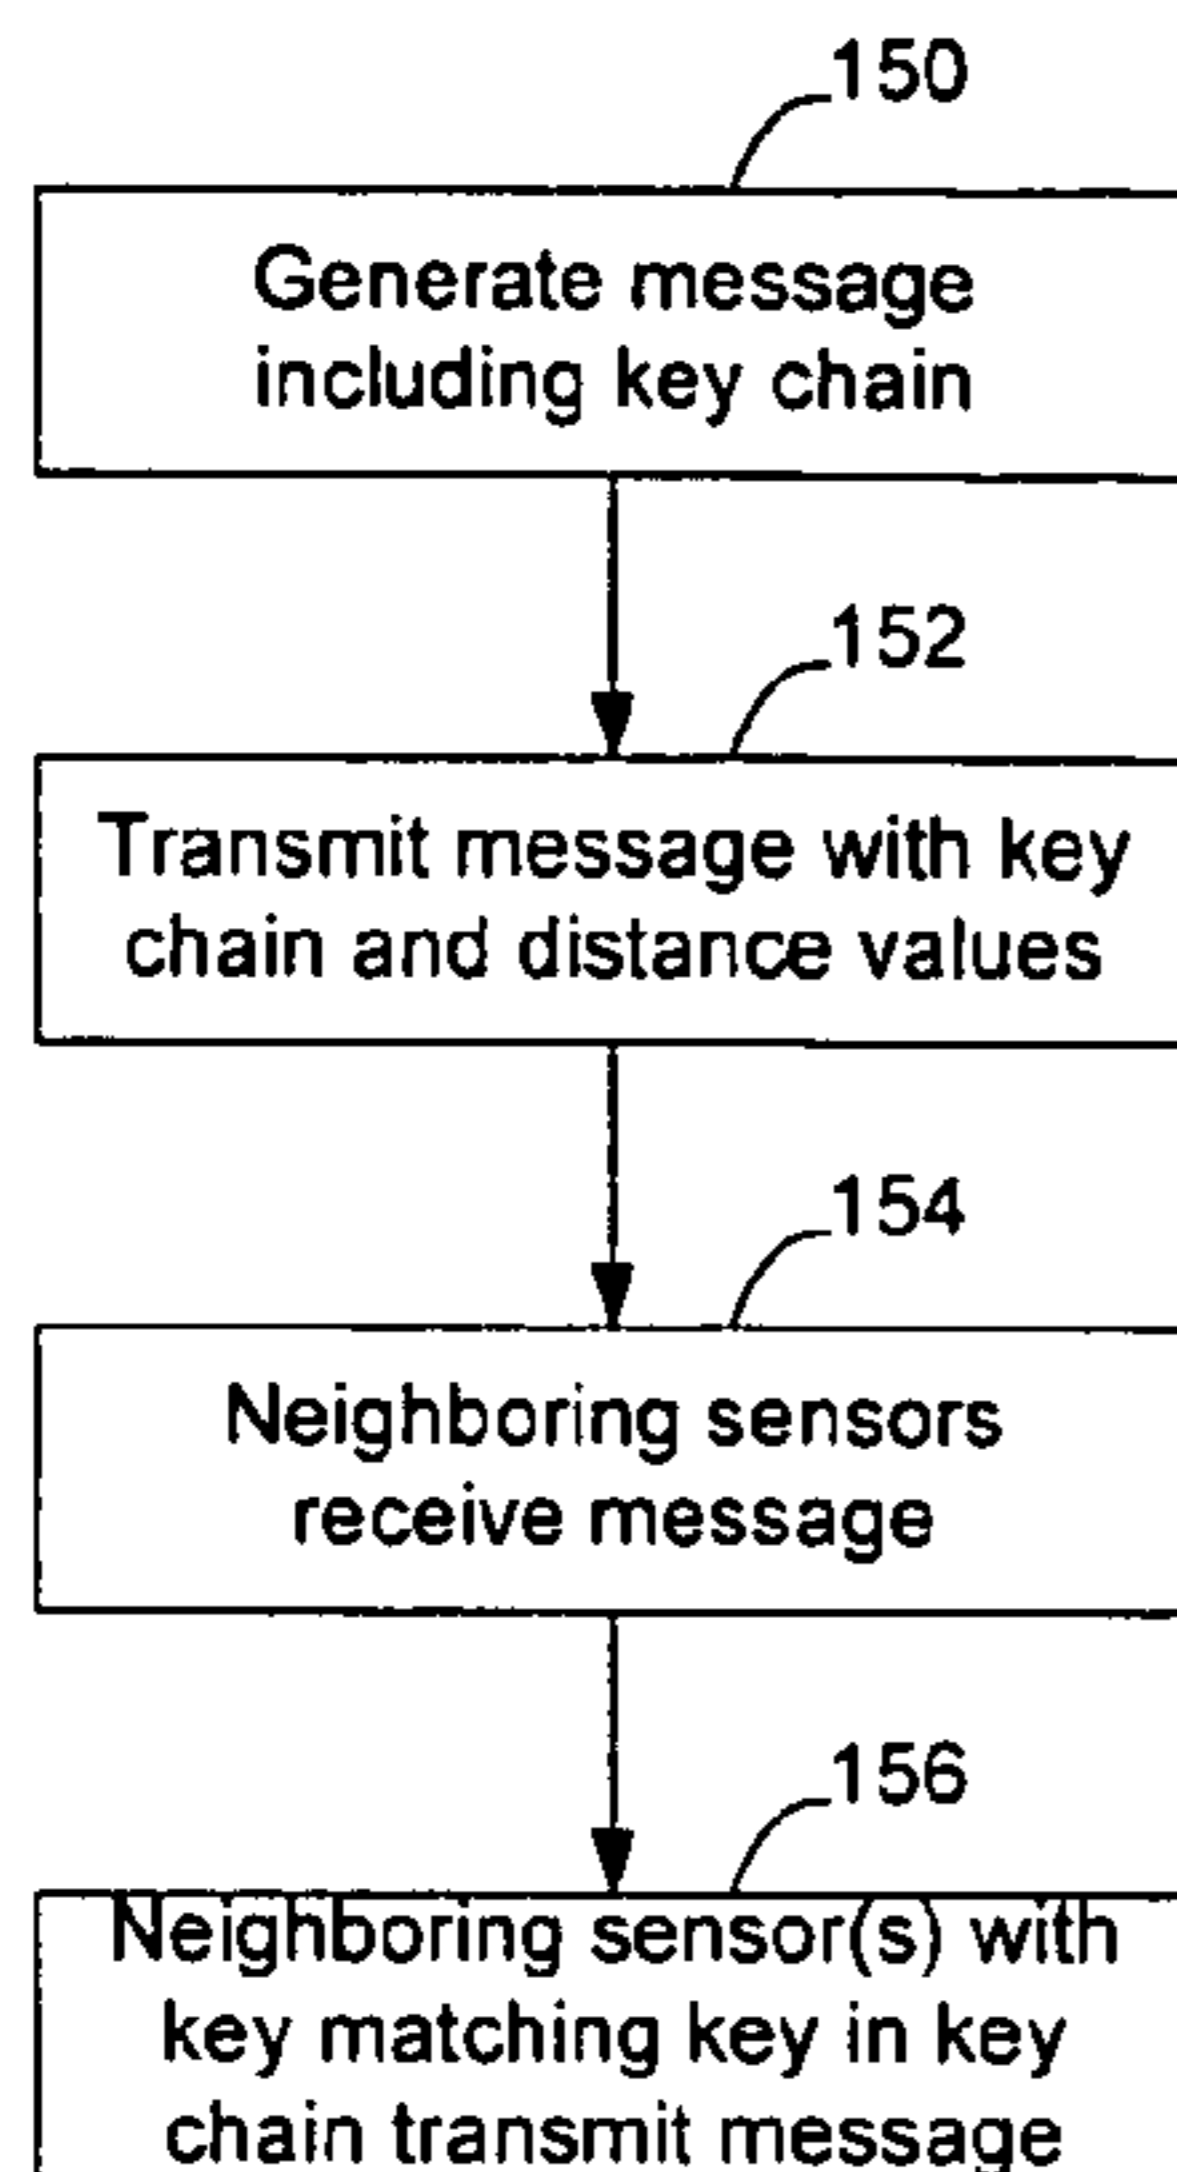 150
Generate message
including key chain
152
Transmit message with key
chain and distance values
154
Neighboring sensors
receive message
156
Neighboring sensor(s) with
key matching key in key
chain transmit message